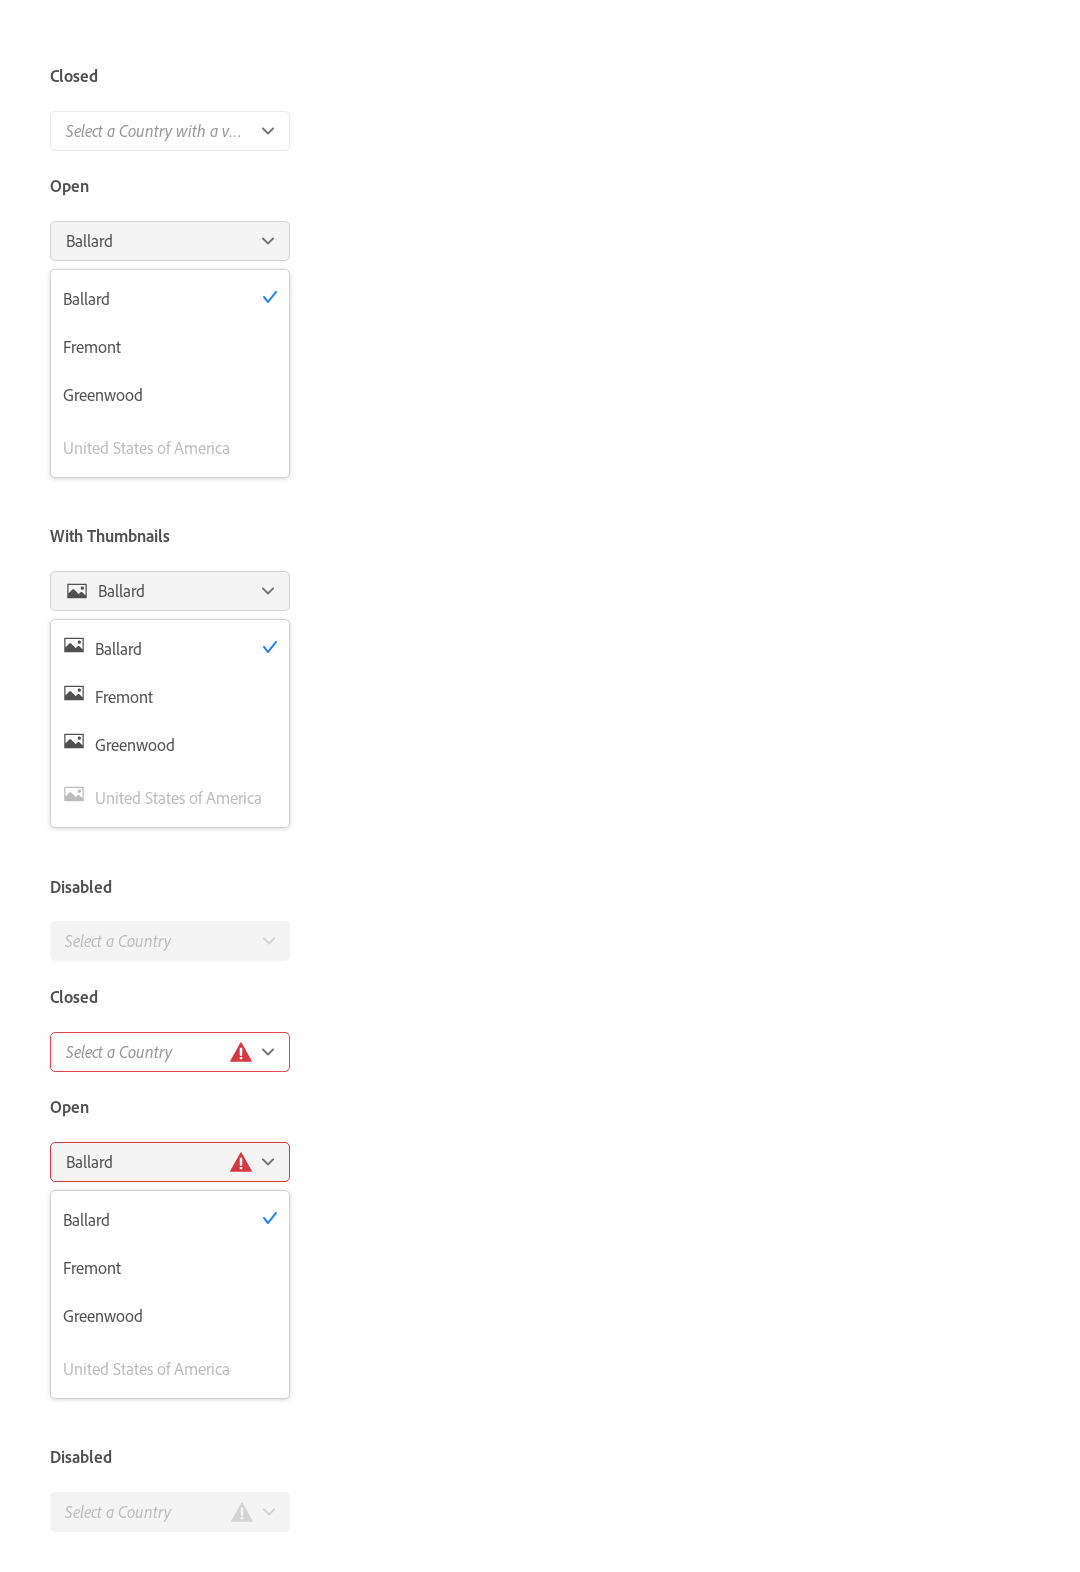 Closed
Select a Country with a v...
Open
Ballard
Ballard
Fremont
Greenwood
United States of America
With Thumbnails
Ballard
Ballard
Fremont
Greenwood
United States of America
Disabled
Select a Country
Closed
Select a Country
Open
Ballard
Ballard
Fremont
Greenwood
United States of America
Disabled
Select a Country